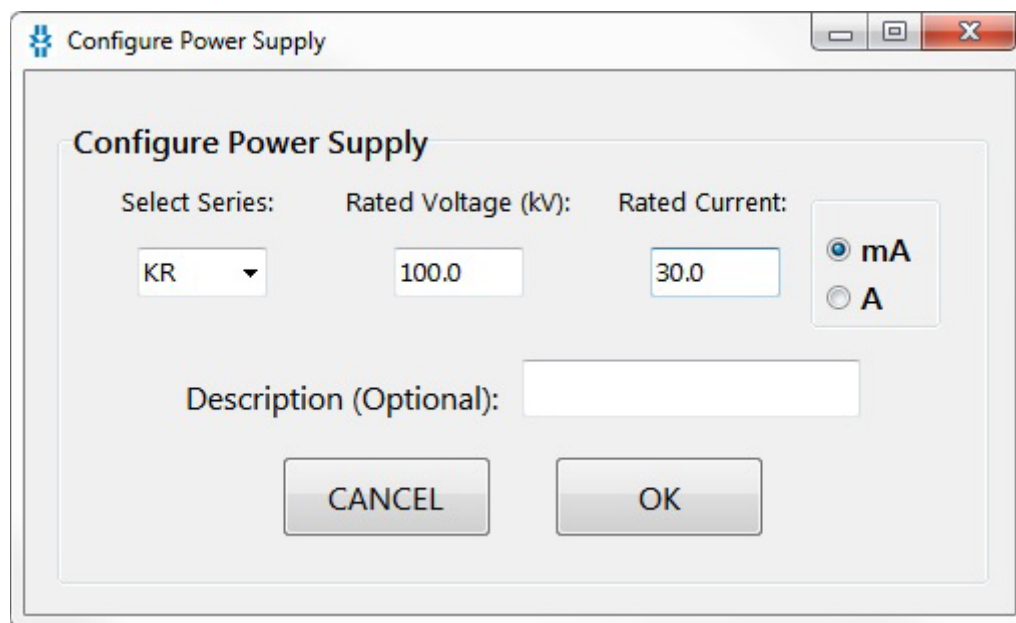 Configure Power Supply
Configure Power Supply
Select Series: Rated Voltage (kV): Rated Current:
KR 100.0 30.0 mA
A
Description (Optional):
CANCEL OK